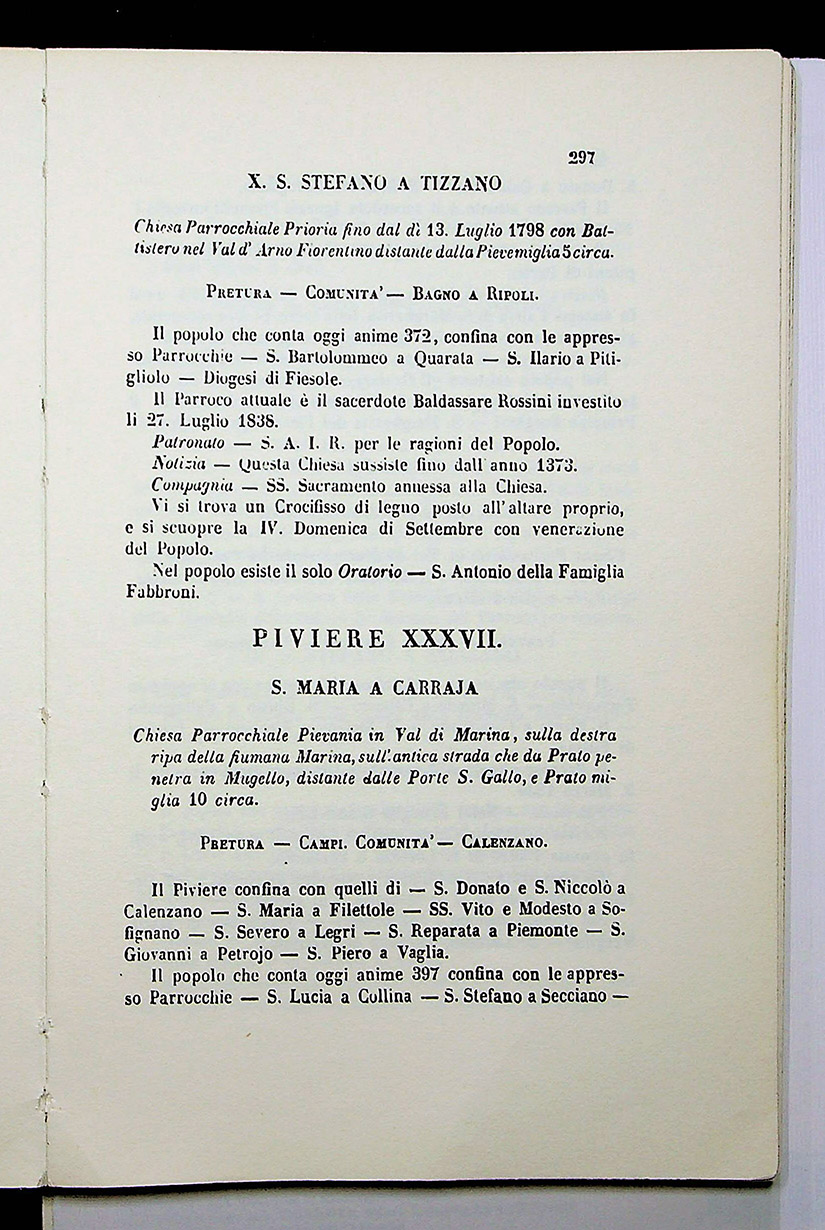 297
X. S. STEFANO A TIZZANO
Chiesa Parrocchiale Prioria fino dal dì 13. Luglio 1798 con Bat-
tistero nel Val d' Arno Fiorentino distante dalla Pieve miglia 5 circa.
PRETURA — COMUNITA' — BAGNO A RIPOLI.
Il popolo che conta oggi anime 372, confina con le appres-
so Parrocchie — S. Bartolommeo a Quarata — S. Ilario a Piti-
gliolo — Diogesi di Fiesole.
Il Parroco attuale è il sacerdote Baldassare Rossini investito
li 27. Luglio 1838.
Patronato — S. A. I. R. per le ragioni del Popolo.
Notizia — Questa Chiesa sussiste fino dall'anno 1373.
Compagnia — SS. Sacramento annessa alla Chiesa.
Vi si trova un Crocifisso di legno posto all'altare proprio,
e si scuopre la IV. Domenica di Settembre con venerazione
del Popolo.
Nel popolo esiste il solo Oratorio — S. Antonio della Famiglia
Fabbroni.
PIVIERE XXXVII.
S. MARIA A CARRAJA
Chiesa Parrocchiale Pievania in Val di Marina, sulla destra
ripa della fiumana Marina, sull'antica strada che da Prato pe-
netra in Mugello, distante dalle Porte S. Gallo, e Prato mi-
glia 10 circa.
PRETURA — CAMPI. COMUNITA' — CALENZANO.
Il Piviere confina con quelli di — S. Donato e S. Niccolò a
Calenzano — S. Maria a Filettole — SS. Vito e Modesto a So-
fignano — S. Severo a Legri — S. Reparata a Piemonte — S.
Giovanni a Petrojo — S. Piero a Vaglia.
Il popolo che conta oggi anime 397 confina con le appres-
so Parrocchie — S. Lucia a Collina — S. Stefano a Secciano —